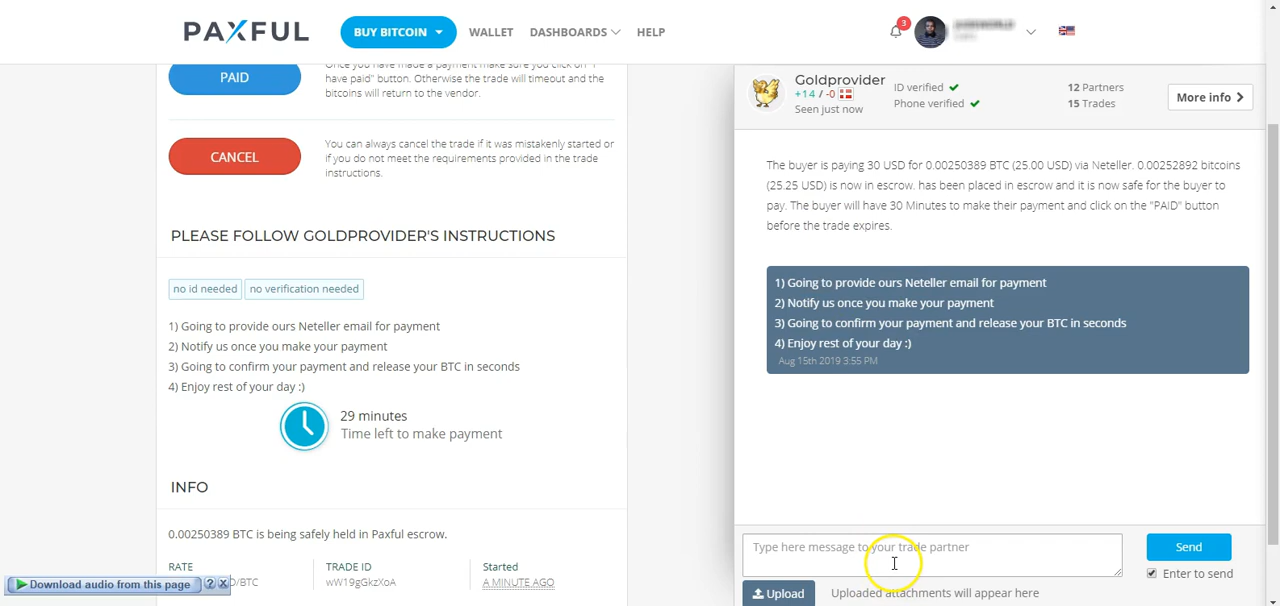 PAXFUL
BUY BITCOIN
WALLET
DASHBOARDS
HELP
3
PAID
Once you have made a payment make sure you click on "I
have paid" button. Otherwise the trade will timeout and the
bitcoins will return to the vendor.
CANCEL
You can always cancel the trade if it was mistakenly started or
if you do not meet the requirements provided in the trade
instructions.
PLEASE FOLLOW GOLDPROVIDER'S INSTRUCTIONS
no id needed
no verification needed
1) Going to provide ours Neteller email for payment
2) Notify us once you make your payment
3) Going to confirm your payment and release your BTC in seconds
4) Enjoy rest of your day :)
29 minutes
Time left to make payment
INFO
0.00250389 BTC is being safely held in Paxful escrow.
RATE
D/BTC
TRADE ID
wW19gGkzXoA
Started
A MINUTE AGO
Download audio from this page ? X
Goldprovider
+14 / -0
Seen just now
ID verified
Phone verified
12 Partners
15 Trades
More info
The buyer is paying 30 USD for 0.00250389 BTC (25.00 USD) via Neteller. 0.00252892 bitcoins
(25.25 USD) is now in escrow. has been placed in escrow and it is now safe for the buyer to
pay. The buyer will have 30 Minutes to make their payment and click on the "PAID" button
before the trade expires.
1) Going to provide ours Neteller email for payment
2) Notify us once you make your payment
3) Going to confirm your payment and release your BTC in seconds
4) Enjoy rest of your day :)
Aug 15th 2019 3:55 PM
Type here message to your trade partner
Send
Enter to send
Upload
Uploaded attachments will appear here